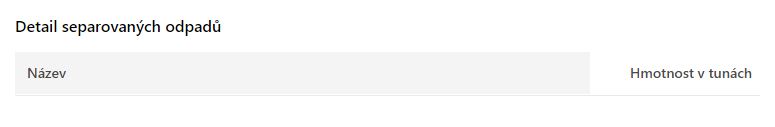 Detail separovaných odpadů
Název Hmotnost v tunách